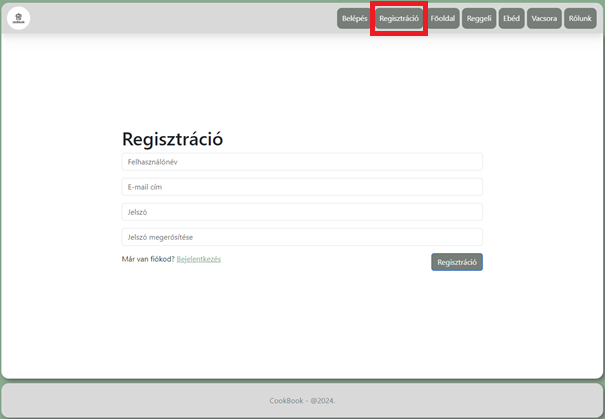 Belépés Regisztráció Főoldal Reggeli Ebéd Vacsora Rólunk
Regisztráció
Felhasználónév
E-mail cím
Jelszó
Jelszó megerősítése
Már van fiókod? Bejelentkezés
Regisztráció
CookBook - @2024.